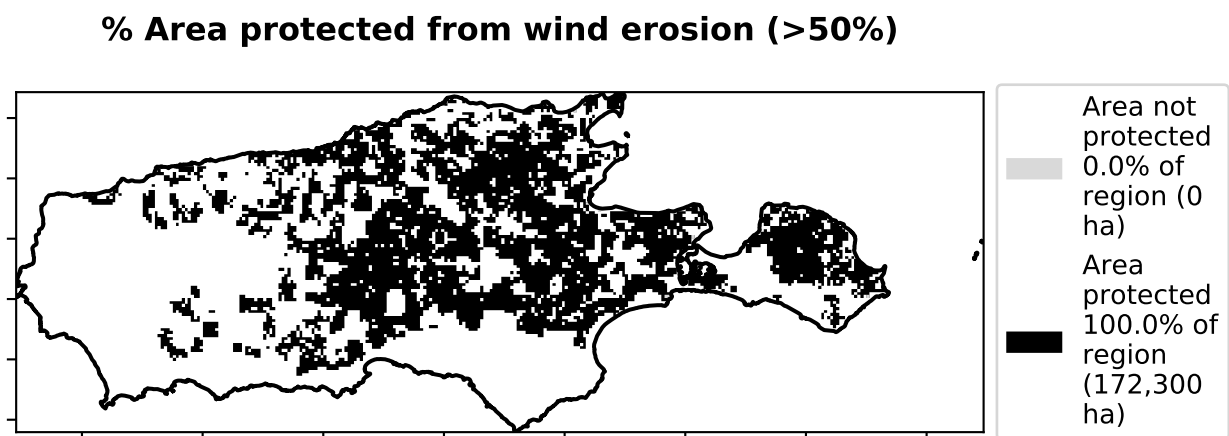 % Area protected from wind erosion (>50%)
Area not
protected
0.0% of
region (0
ha)
Area
protected
100.0% of
region
(172,300
ha)